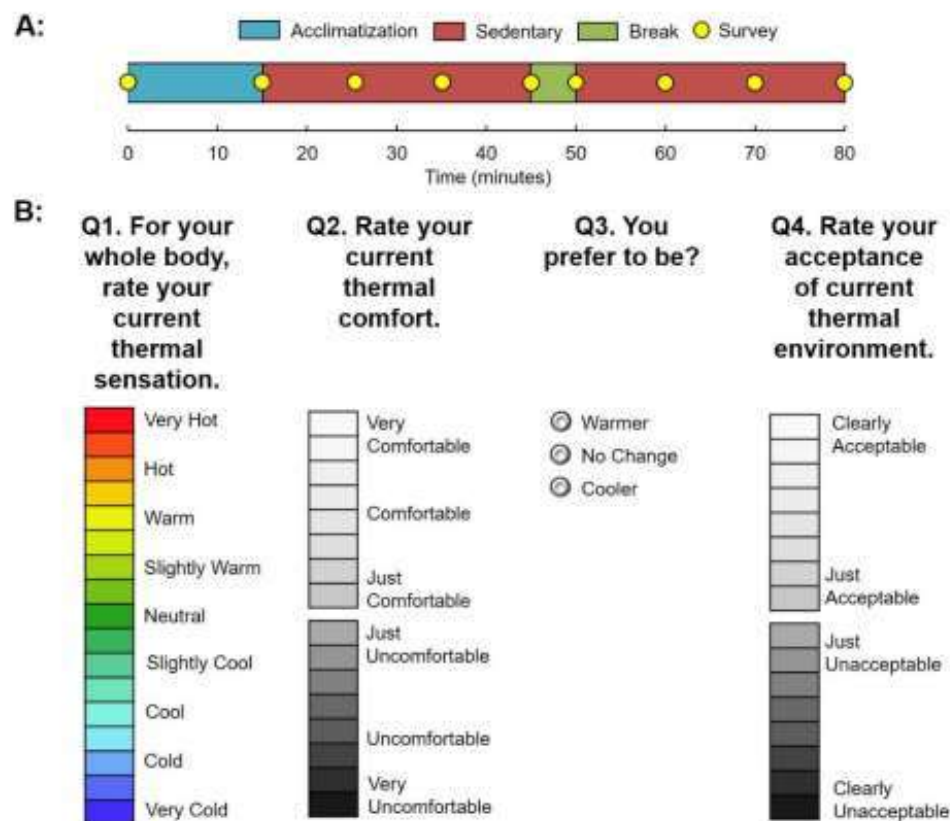 A:
Acclimatization Sedentary Break Survey
0 10 20 30 40 50 60 70 80
Time (minutes)
B:
Q1. For your
whole body,
rate your
current
thermal
sensation.
Very Hot
Hot
Warm
Slightly Warm
Neutral
Slightly Cool
Cool
Cold
Very Cold
Q2. Rate your
current
thermal
comfort.
Very
Comfortable
Comfortable
Just
Comfortable
Just
Uncomfortable
Uncomfortable
Very
Uncomfortable
Q3. You
prefer to be?
Warmer
No Change
Cooler
Q4. Rate your
acceptance
of current
thermal
environment.
Clearly
Acceptable
Just
Acceptable
Just
Unacceptable
Clearly
Unacceptable